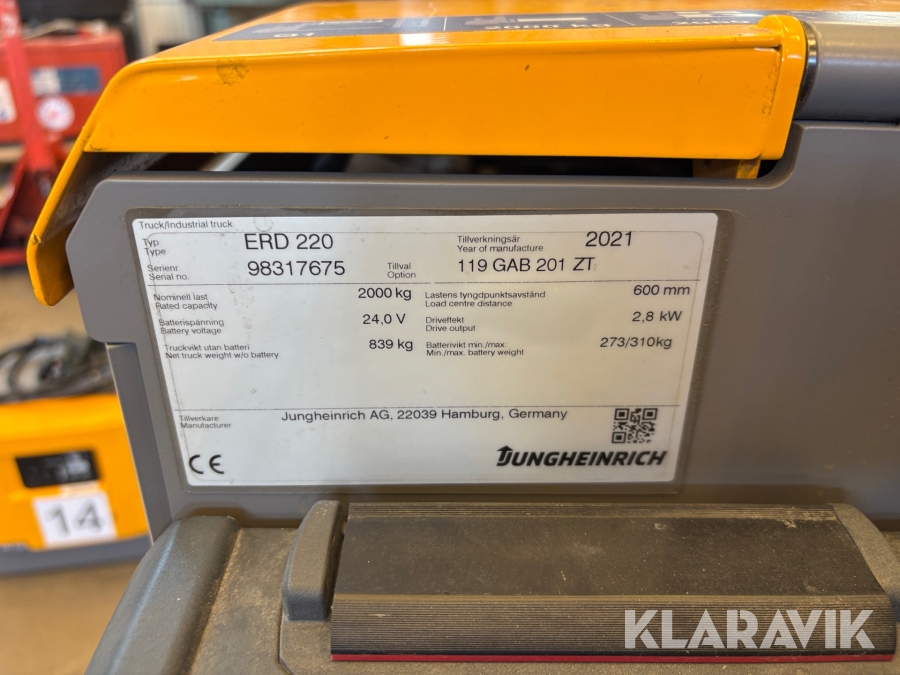 Truck/Industrial truck
Typ
Type
ERD 220
Tillverkningsår
Year of manufacture
2021
Serienr
Serial no.
98317675
Tillval
Option
119 GAB 201 ZT
Nominell last
Rated capacity
2000 kg
Lastens tyngdpunktsavstånd
Load centre distance
600 mm
Batterispänning
Battery voltage
24,0 V
Driveffekt
Drive output
2,8 kW
Truckvikt utan batteri
Net truck weight w/o battery
839 kg
Batterivikt min./max.
Min./max. battery weight
273/310kg
Tillverkare
Manufacturer
Jungheinrich AG, 22039 Hamburg, Germany
CE
JUNGHEINRICH
14
KLARAVIK